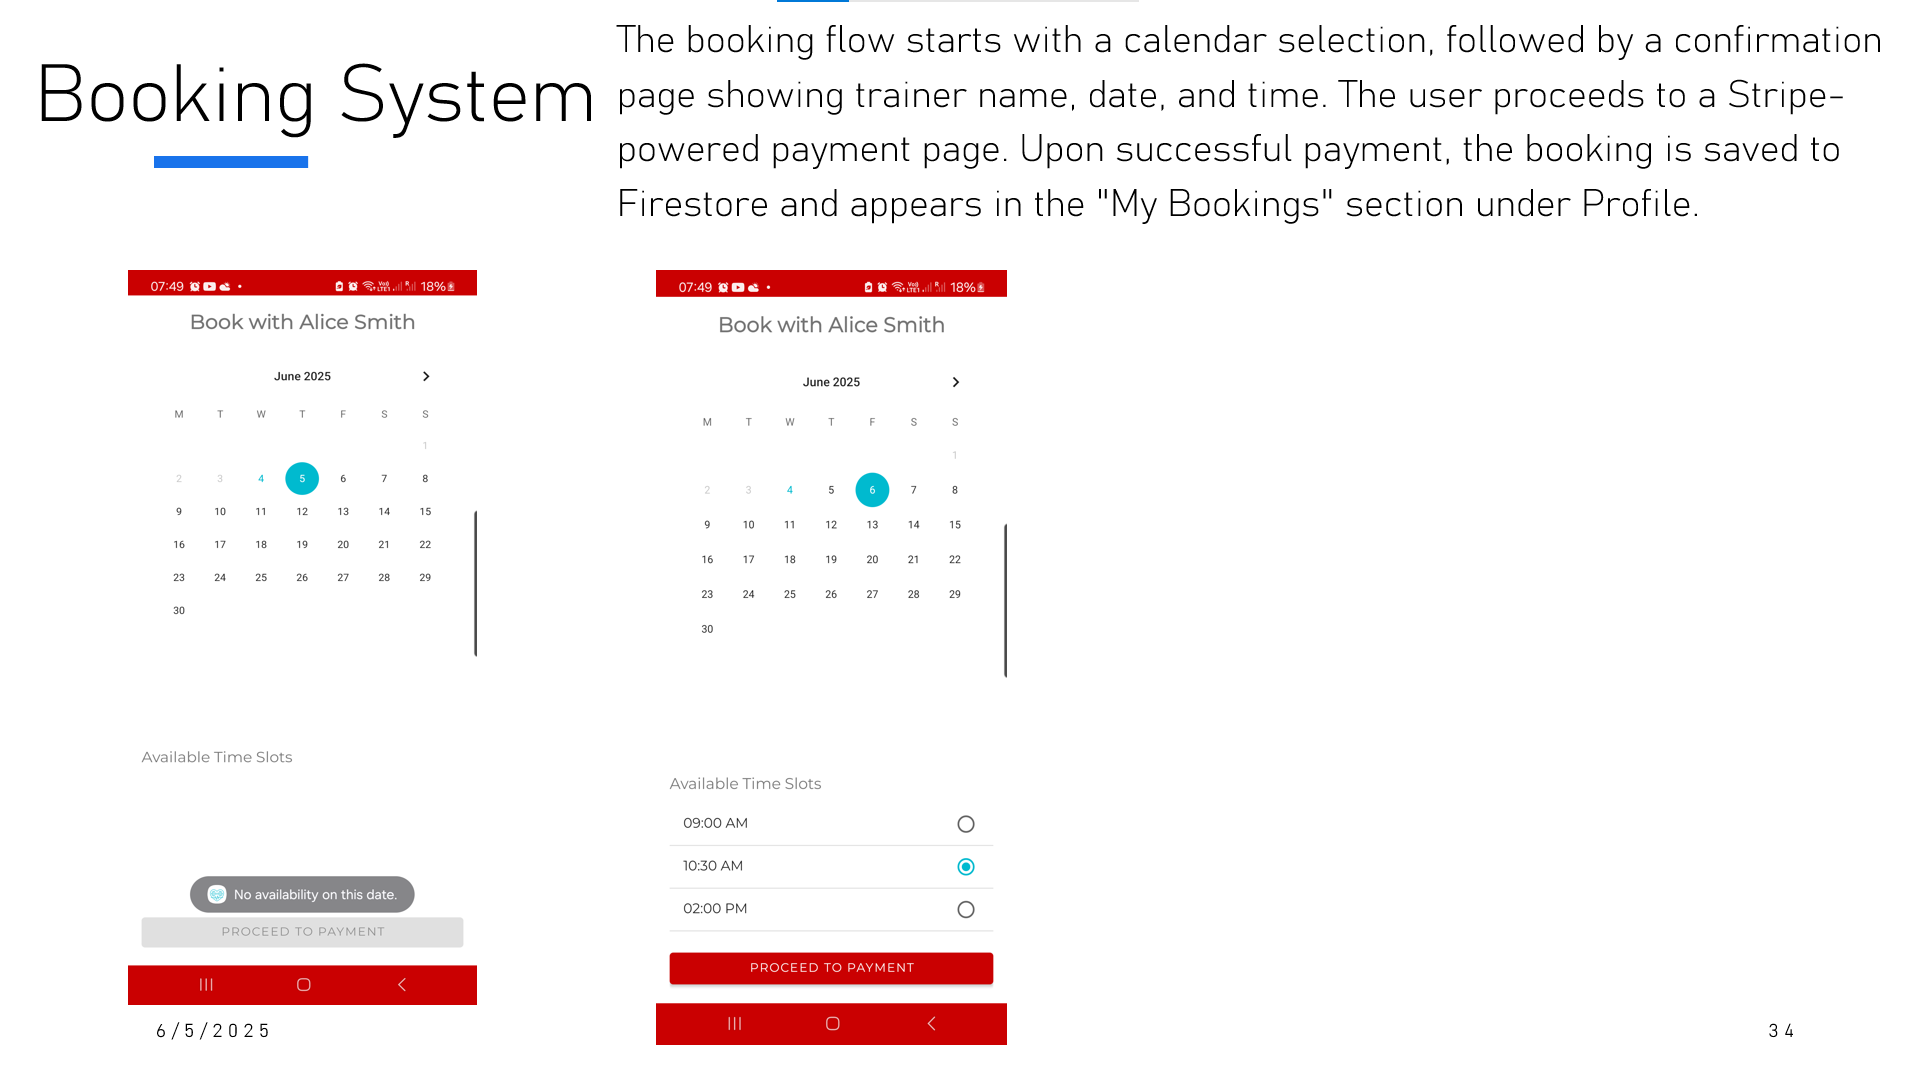 Booking System
The booking flow starts with a calendar selection, followed by a confirmation
page showing trainer name, date, and time. The user proceeds to a Stripe-
powered payment page. Upon successful payment, the booking is saved to
Firestore and appears in the "My Bookings" section under Profile.
07:49 18%
Book with Alice Smith
June 2025
M T W T F S S
1
2 3 4 5 6 7 8
9 10 11 12 13 14 15
16 17 18 19 20 21 22
23 24 25 26 27 28 29
30
Available Time Slots
No availability on this date.
PROCEED TO PAYMENT
07:49 18%
Book with Alice Smith
June 2025
M T W T F S S
1
2 3 4 5 6 7 8
9 10 11 12 13 14 15
16 17 18 19 20 21 22
23 24 25 26 27 28 29
30
Available Time Slots
09:00 AM
10:30 AM
02:00 PM
PROCEED TO PAYMENT
6/5/2025
34